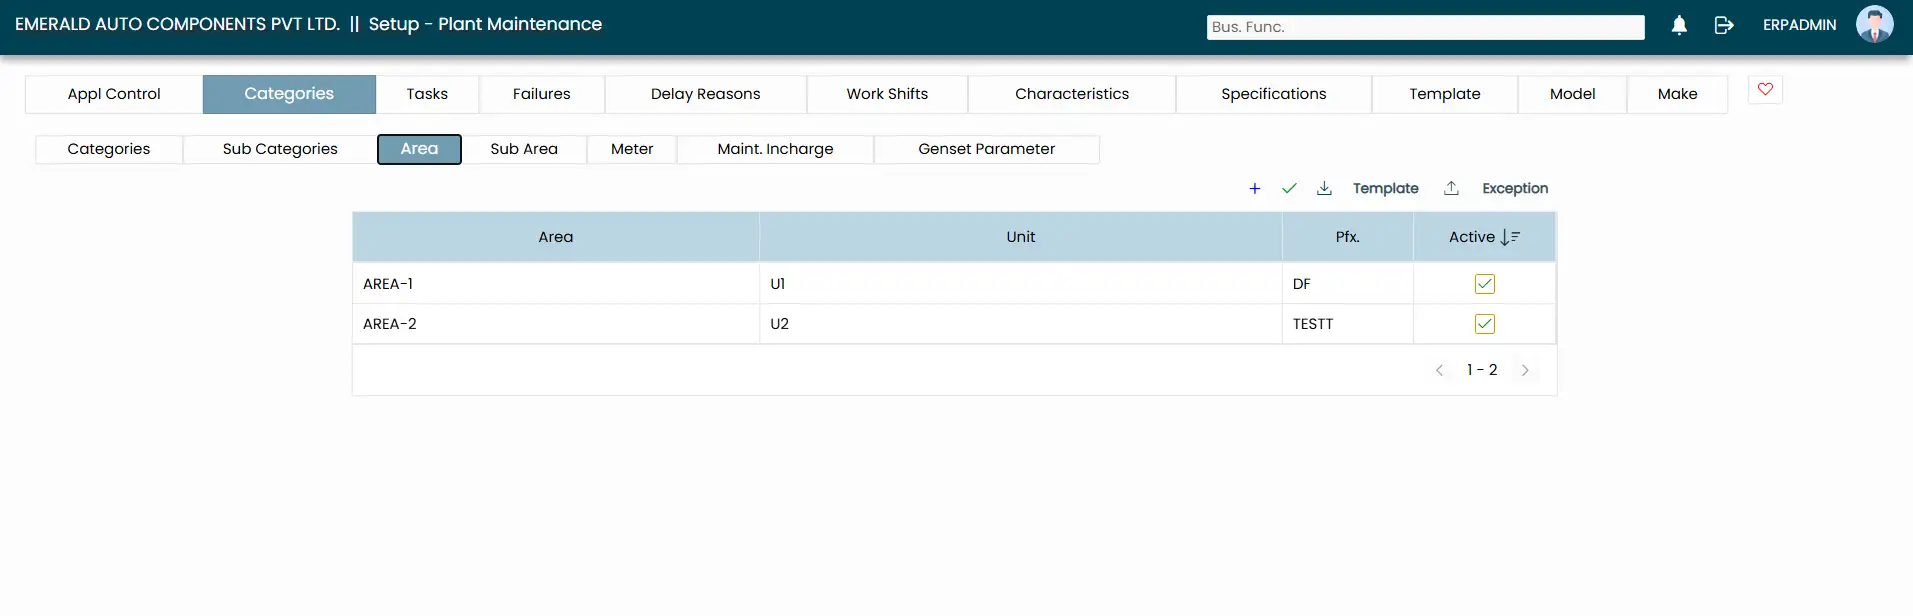 EMERALD AUTO COMPONENTS PVT LTD. || Setup - Plant Maintenance Bus. Func. ERPADMIN
Appl Control Categories Tasks Failures Delay Reasons Work Shifts Characteristics Specifications Template Model Make
Categories Sub Categories Area Sub Area Meter Maint. Incharge Genset Parameter
Template Exception
Area Unit Pfx. Active
AREA-1 U1 DF
AREA-2 U2 TESTT
1 - 2